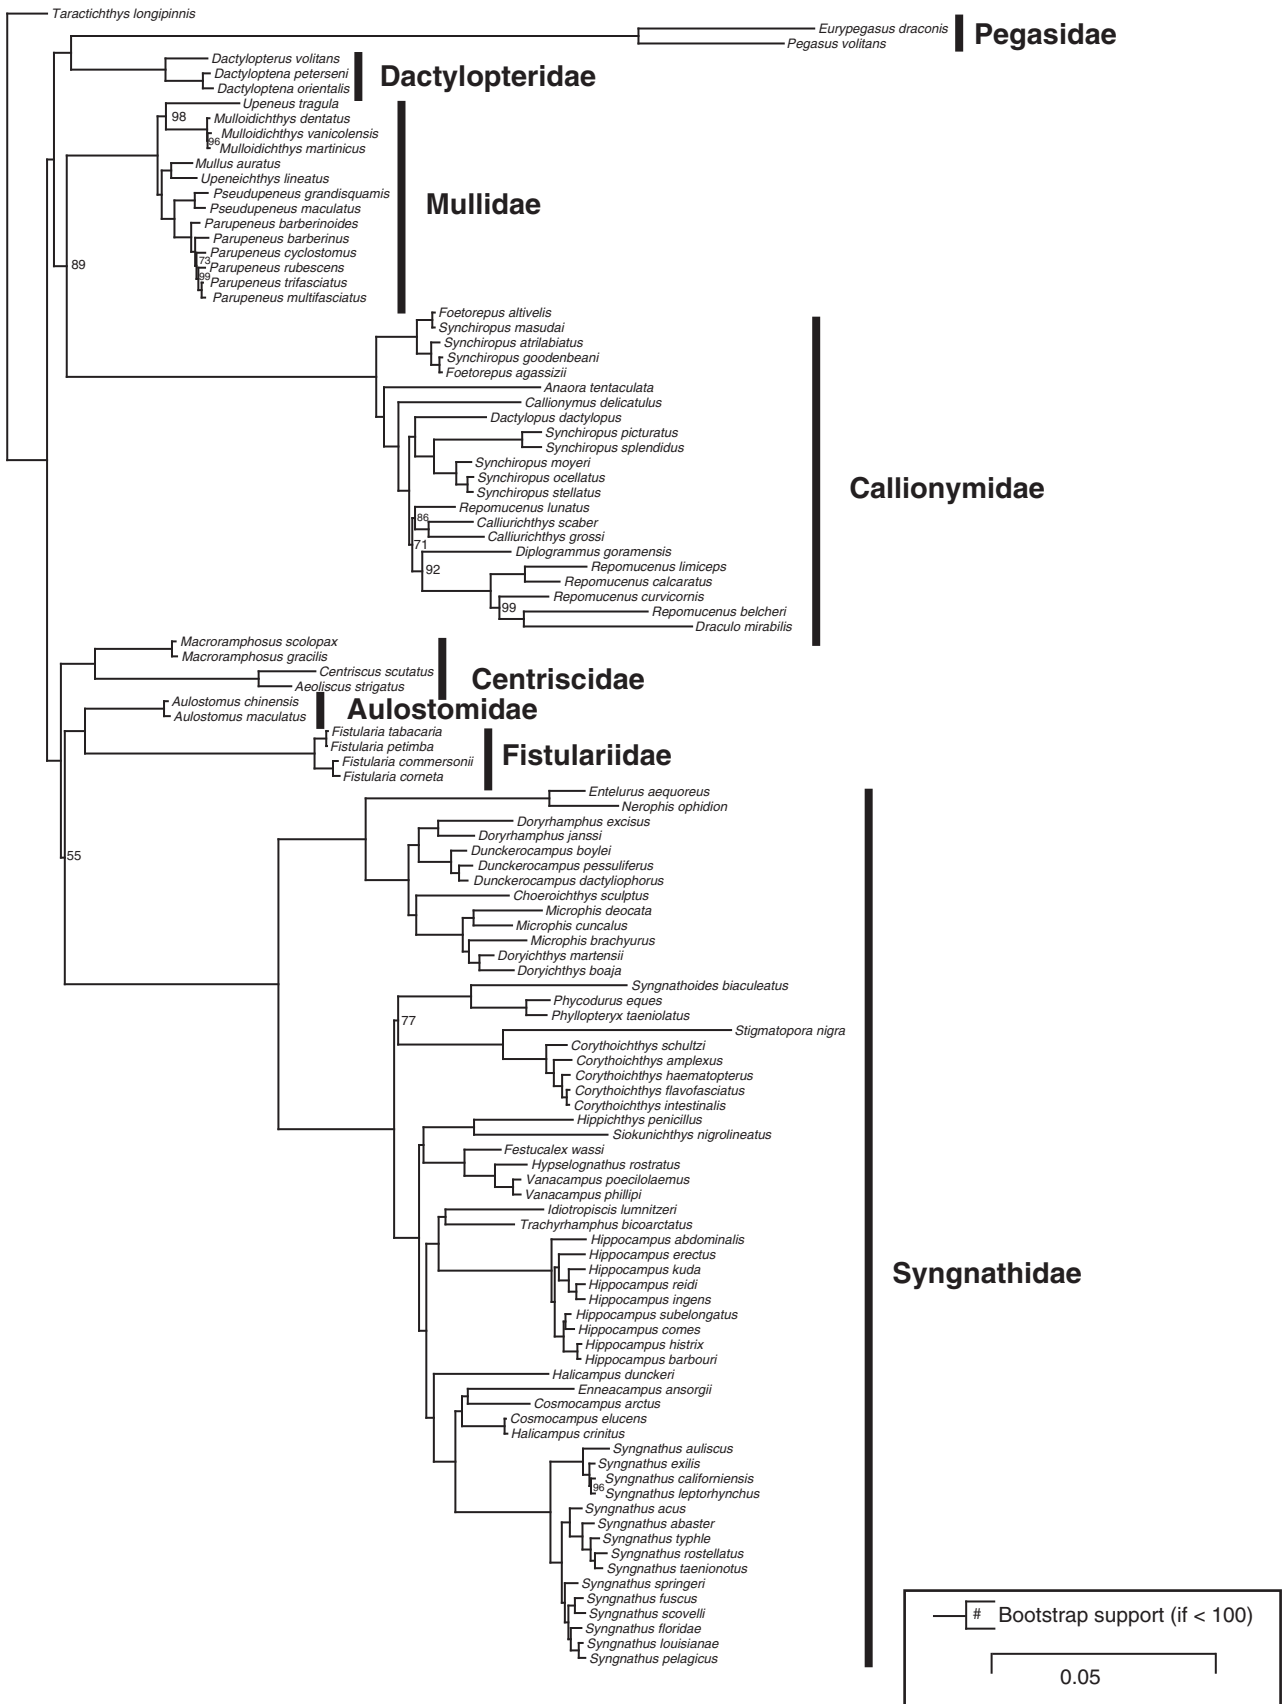 Taractichthys longipinnis
Eurypegasus draconis
Pegasus volitans
Pegasidae
Dactylopterus volitans
Dactyloptena peterseni
Dactyloptena orientalis
Dactylopteridae
Upeneus tragula
98
Mulloidichthys dentatus
Mulloidichthys vanicolensis
96
Mulloidichthys martinicus
Mullus auratus
Upeneichthys lineatus
Pseudupeneus grandisquamis
Pseudupeneus maculatus
Mullidae
Parupeneus barberinoides
Parupeneus barberinus
Parupeneus cyclostomus
73
Parupeneus rubescens
89
99
Parupeneus trifasciatus
Parupeneus multifasciatus
Foetorepus altivelis
Synchiropus masudai
Synchiropus atrilabiatus
Synchiropus goodenbeani
Foetorepus agassizii
Anaora tentaculata
Callionymus delicatulus
Dactylopus dactylopus
Synchiropus picturatus
Synchiropus splendidus
Synchiropus moyeri
Synchiropus ocellatus
Synchiropus stellatus
Callionymidae
Repomucenus lunatus
86
Calliurichthys scaber
Calliurichthys grossi
71
Diplogrammus goramensis
92
Repomucenus limiceps
Repomucenus calcaratus
Repomucenus curvicornis
99
Repomucenus belcheri
Draculo mirabilis
Macroramphosus scolopax
Macroramphosus gracilis
Centriscus scutatus
Aeoliscus strigatus
Centriscidae
Aulostomus chinensis
Aulostomus maculatus
Aulostomidae
Fistularia tabacaria
Fistularia petimba
Fistularia commersonii
Fistularia corneta
Fistulariidae
Entelurus aequoreus
Nerophis ophidion
Doryrhamphus excisus
Doryrhamphus janssi
Dunckerocampus boylei
55
Dunckerocampus pessuliferus
Dunckerocampus dactyliophorus
Choeroichthys sculptus
Microphis deocata
Microphis cuncalus
Microphis brachyurus
Doryichthys martensii
Doryichthys boaja
Syngnathoides biaculeatus
Phycodurus eques
Phyllopteryx taeniolatus
77
Stigmatopora nigra
Corythoichthys schultzi
Corythoichthys amplexus
Corythoichthys haematopterus
Corythoichthys flavofasciatus
Corythoichthys intestinalis
Hippichthys penicillus
Siokunichthys nigrolineatus
Festucalex wassi
Hypselognathus rostratus
Vanacampus poecilolaemus
Vanacampus phillipi
Idiotropiscis lumnitzeri
Trachyrhamphus bicoarctatus
Hippocampus abdominalis
Hippocampus erectus
Hippocampus kuda
Syngnathidae
Hippocampus reidi
Hippocampus ingens
Hippocampus subelongatus
Hippocampus comes
Hippocampus histrix
Hippocampus barbouri
Halicampus dunckeri
Enneacampus ansorgii
Cosmocampus arctus
Cosmocampus elucens
Halicampus crinitus
Syngnathus auliscus
Syngnathus exilis
Syngnathus californiensis
96
Syngnathus leptorhynchus
Syngnathus acus
Syngnathus abaster
Syngnathus typhle
Syngnathus rostellatus
Syngnathus taenionotus
Syngnathus springeri
Syngnathus fuscus
Syngnathus scovelli
Syngnathus floridae
Syngnathus louisianae
Syngnathus pelagicus
# Bootstrap support (if < 100)
0.05